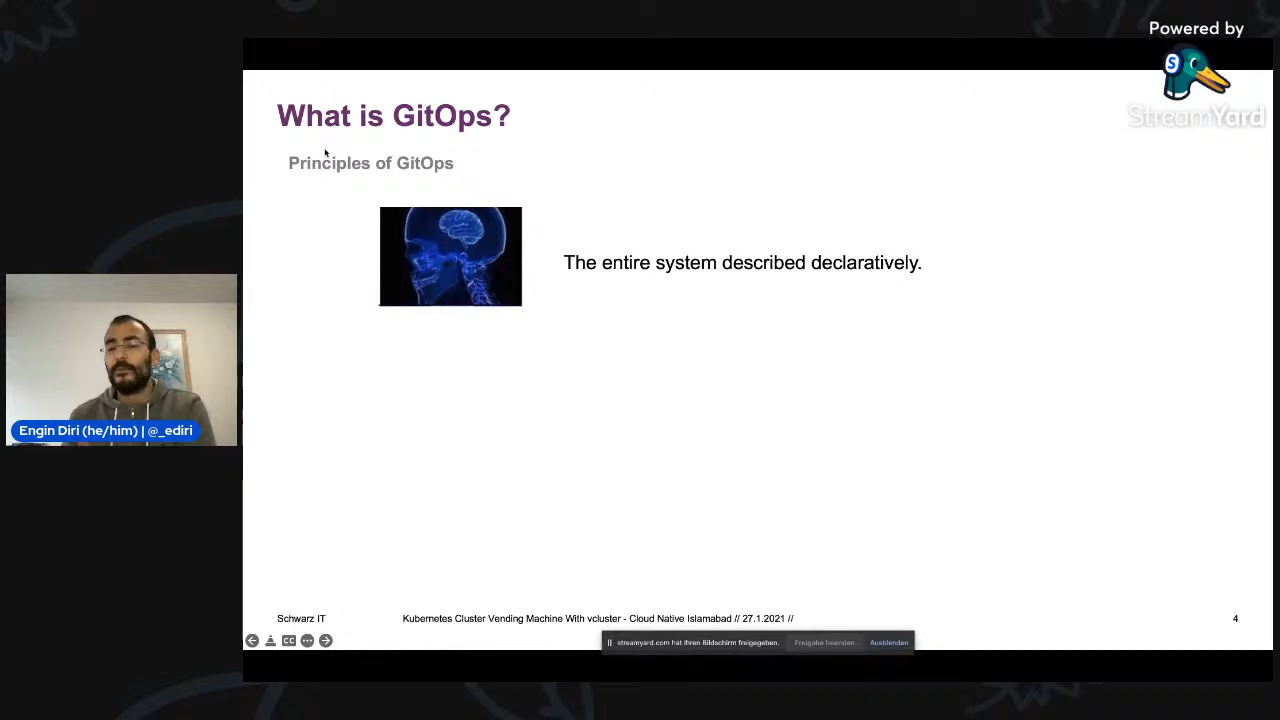 Powered by
S
StreamYard
What is GitOps?
Principles of GitOps
The entire system described declaratively.
Engin Diri (he/him) | @_ediri
Schwarz IT
Kubernetes Cluster Vending Machine With vcluster - Cloud Native Islamabad // 27.1.2021 //
4
CC
streamyard.com hat Ihren Bildschirm freigegeben.
Freigabe beenden
Ausblenden